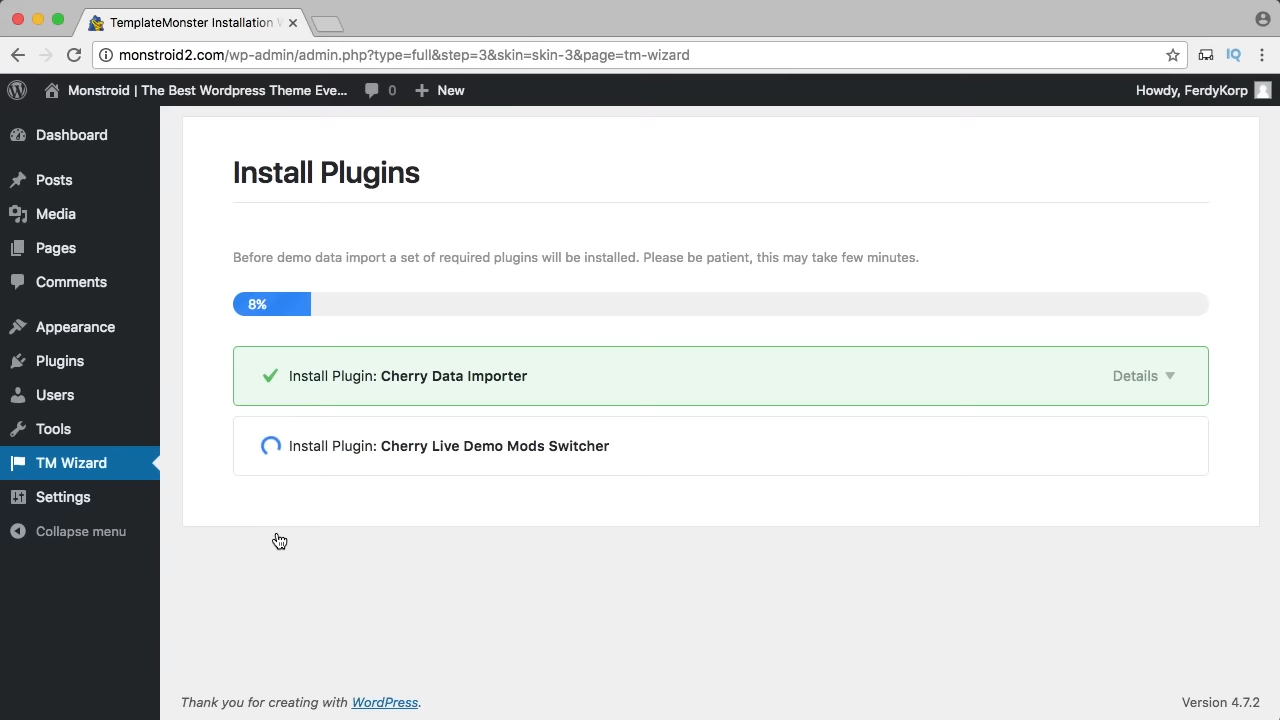 TemplateMonster Installation W
monstroid2.com/wp-admin/admin.php?type=full&step=3&skin=skin-3&page=tm-wizard
IQ
Monstroid | The Best Wordpress Theme Eve... 0 New
Howdy, FerdyKorp
Dashboard
Posts
Media
Pages
Comments
Appearance
Plugins
Users
Tools
TM Wizard
Settings
Collapse menu
Install Plugins
Before demo data import a set of required plugins will be installed. Please be patient, this may take few minutes.
8%
Install Plugin: Cherry Data Importer
Details
Install Plugin: Cherry Live Demo Mods Switcher
Thank you for creating with WordPress.
Version 4.7.2